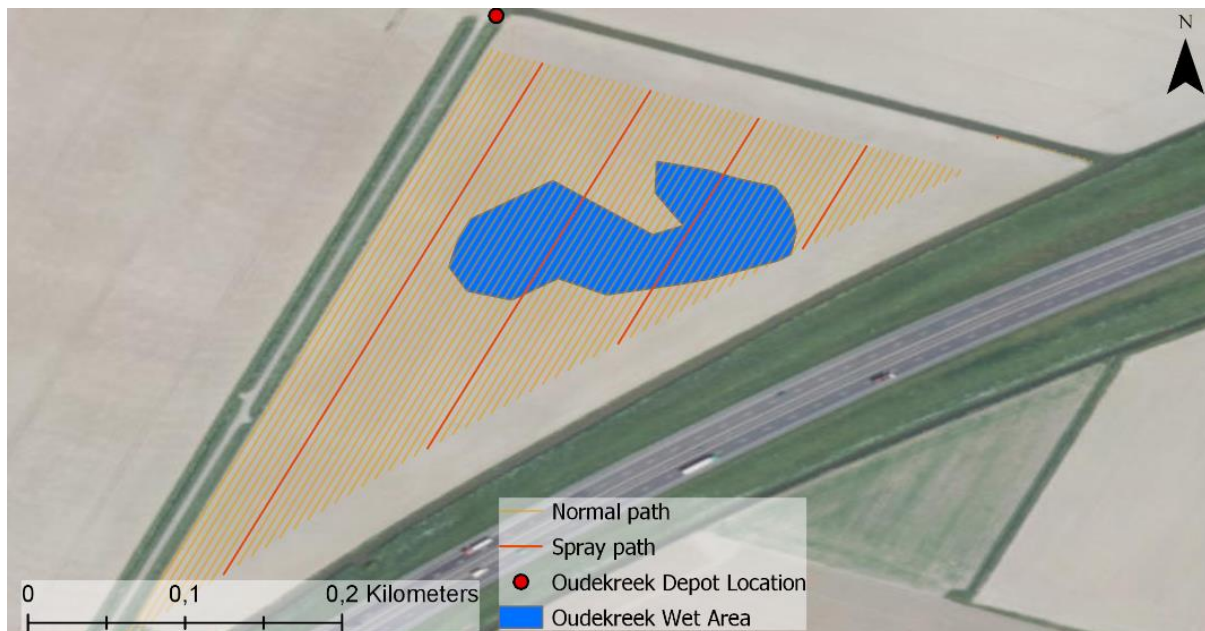 N
Normal path
Spray path
Oudekreek Depot Location
0 0,1 0,2 Kilometers
Oudekreek Wet Area